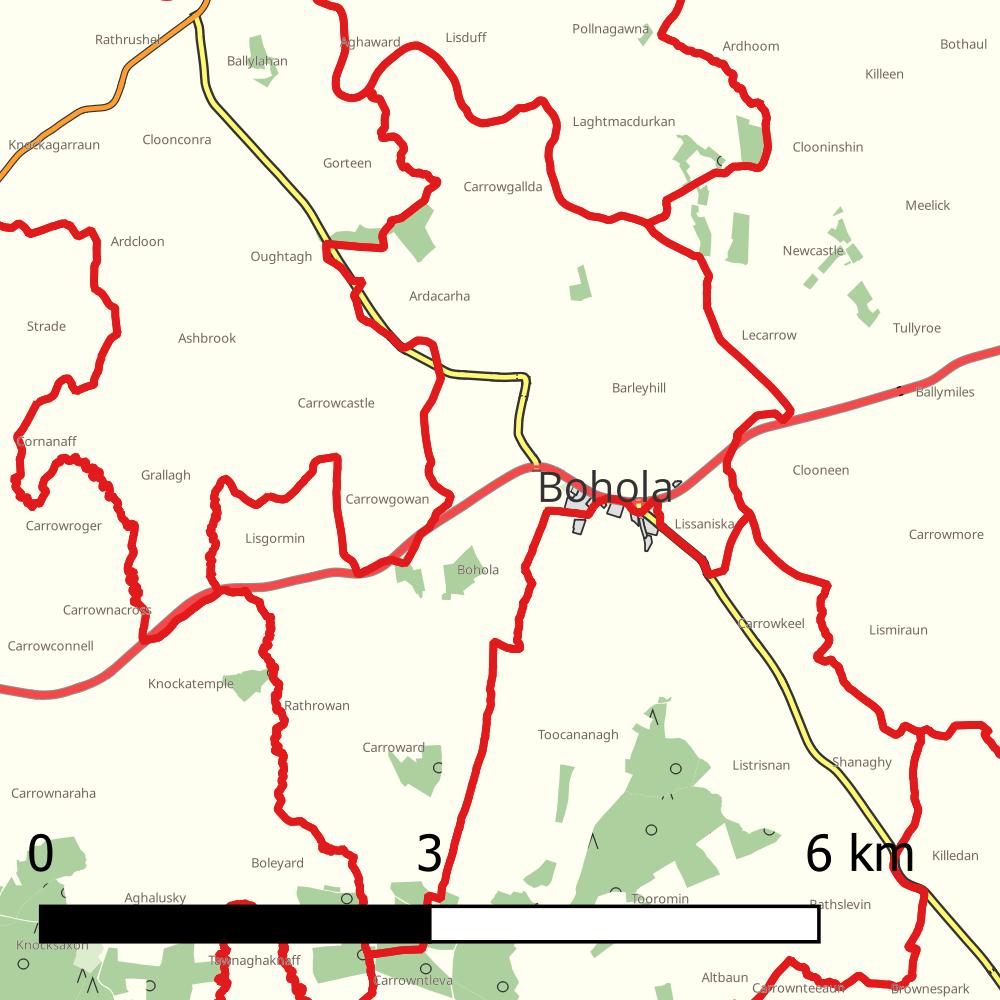 Rathrushel
Aghaward
Lisduff
Pollnagawna
Ardhoom
Bothaul
Ballylahan
Killeen
Knockagarraun
Cloonconra
Laghtmacdurkan
Clooninshin
Gorteen
Carrowgallda
Meelick
Ardcloon
Oughtagh
Newcastle
Ardacarha
Strade
Ashbrook
Lecarrow
Tullyroe
Carrowcastle
Barleyhill
Ballymiles
Cornanaff
Grallagh
Clooneen
Bohola
Carrowgowan
Carrowroger
Lisgormin
Lissaniska
Carrowmore
Bohola
Carrownacross
Carrowkeel
Lismiraun
Carrowconnell
Knockatemple
Rathrowan
Carroward
Toocananagh
Listrisnan
Shanaghy
Carrownaraha
0 3 6 km
Boleyard
Killedan
Aghalusky
Tooromin
Rathslevin
Knocksaxon
Tawnaghaknaff
Carrowntleva
Altbaun
Carrownteeaun
Brownespark